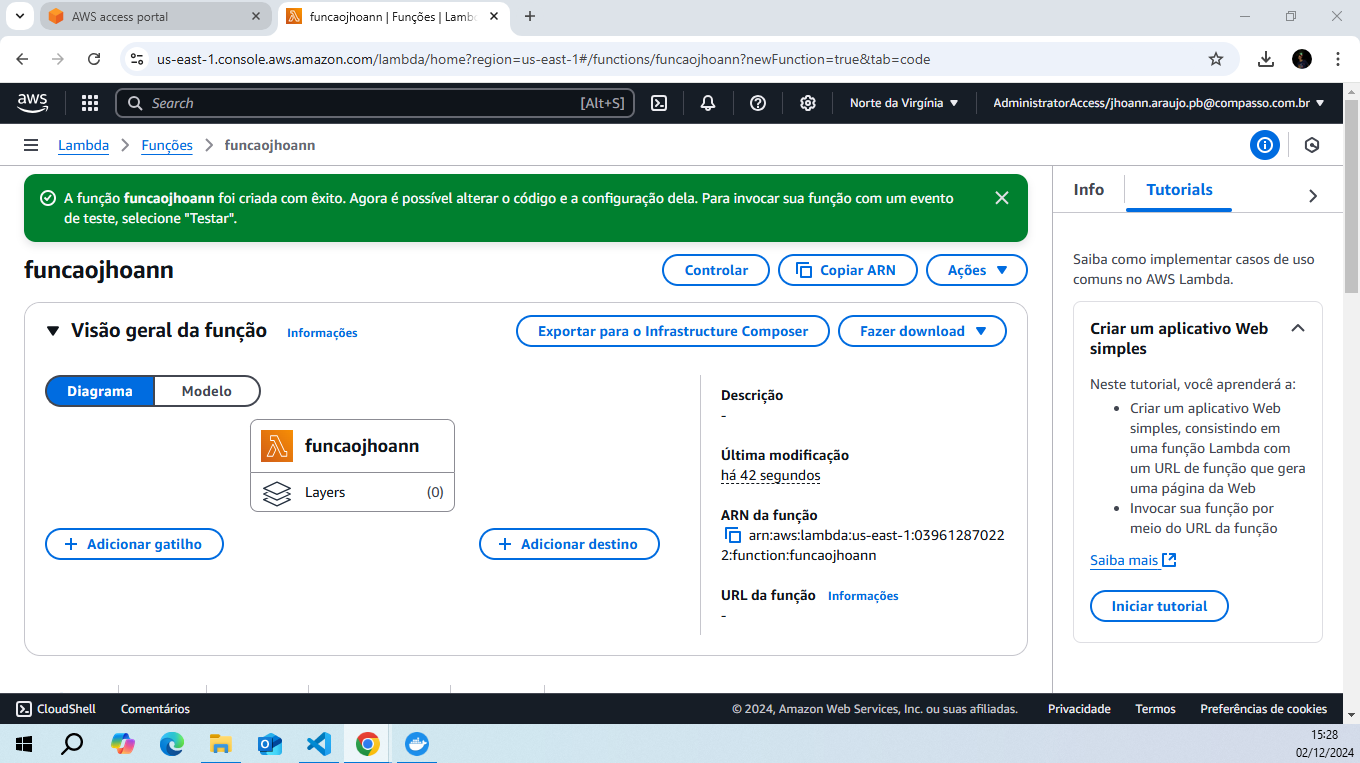 AWS access portal
funcaojhoann | Funções | Lamb
us-east-1.console.aws.amazon.com/lambda/home?region=us-east-1#/functions/funcaojhoann?newFunction=true&tab=code
aws
Search
[Alt+S]
Norte da Virgínia
AdministratorAccess/jhoann.araujo.pb@compasso.com.br
Lambda
Funções
funcaojhoann
A função funcaojhoann foi criada com êxito. Agora é possível alterar o código e a configuração dela. Para invocar sua função com um evento
de teste, selecione "Testar".
funcaojhoann
Controlar
Copiar ARN
Ações
Visão geral da função
Informações
Exportar para o Infrastructure Composer
Fazer download
Diagrama
Modelo
funcaojhoann
Layers
(0)
+ Adicionar gatilho
+ Adicionar destino
Descrição
-
Última modificação
há 42 segundos
ARN da função
arn:aws:lambda:us-east-1:03961287022
2:function:funcaojhoann
URL da função
Informações
-
Info
Tutorials
Saiba como implementar casos de uso
comuns no AWS Lambda.
Criar um aplicativo Web
simples
Neste tutorial, você aprenderá a:
• Criar um aplicativo Web
simples, consistindo em
uma função Lambda com
um URL de função que gera
uma página da Web
• Invocar sua função por
meio do URL da função
Saiba mais
Iniciar tutorial
CloudShell
Comentários
© 2024, Amazon Web Services, Inc. ou suas afiliadas.
Privacidade
Termos
Preferências de cookies
15:28
02/12/2024